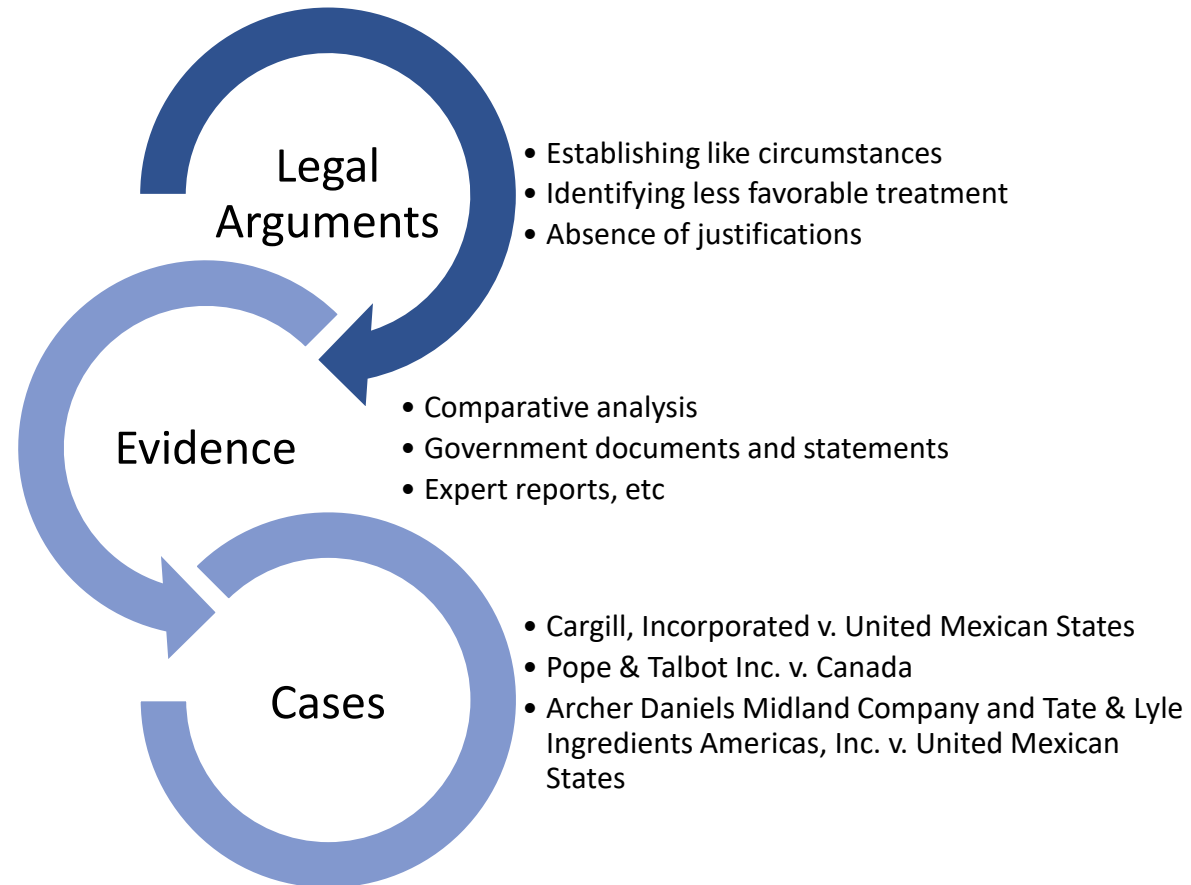 Legal
Arguments
• Establishing like circumstances
• Identifying less favorable treatment
• Absence of justifications
Evidence
• Comparative analysis
• Government documents and statements
• Expert reports, etc
Cases
• Cargill, Incorporated v. United Mexican States
• Pope & Talbot Inc. v. Canada
• Archer Daniels Midland Company and Tate & Lyle
Ingredients Americas, Inc. v. United Mexican
States